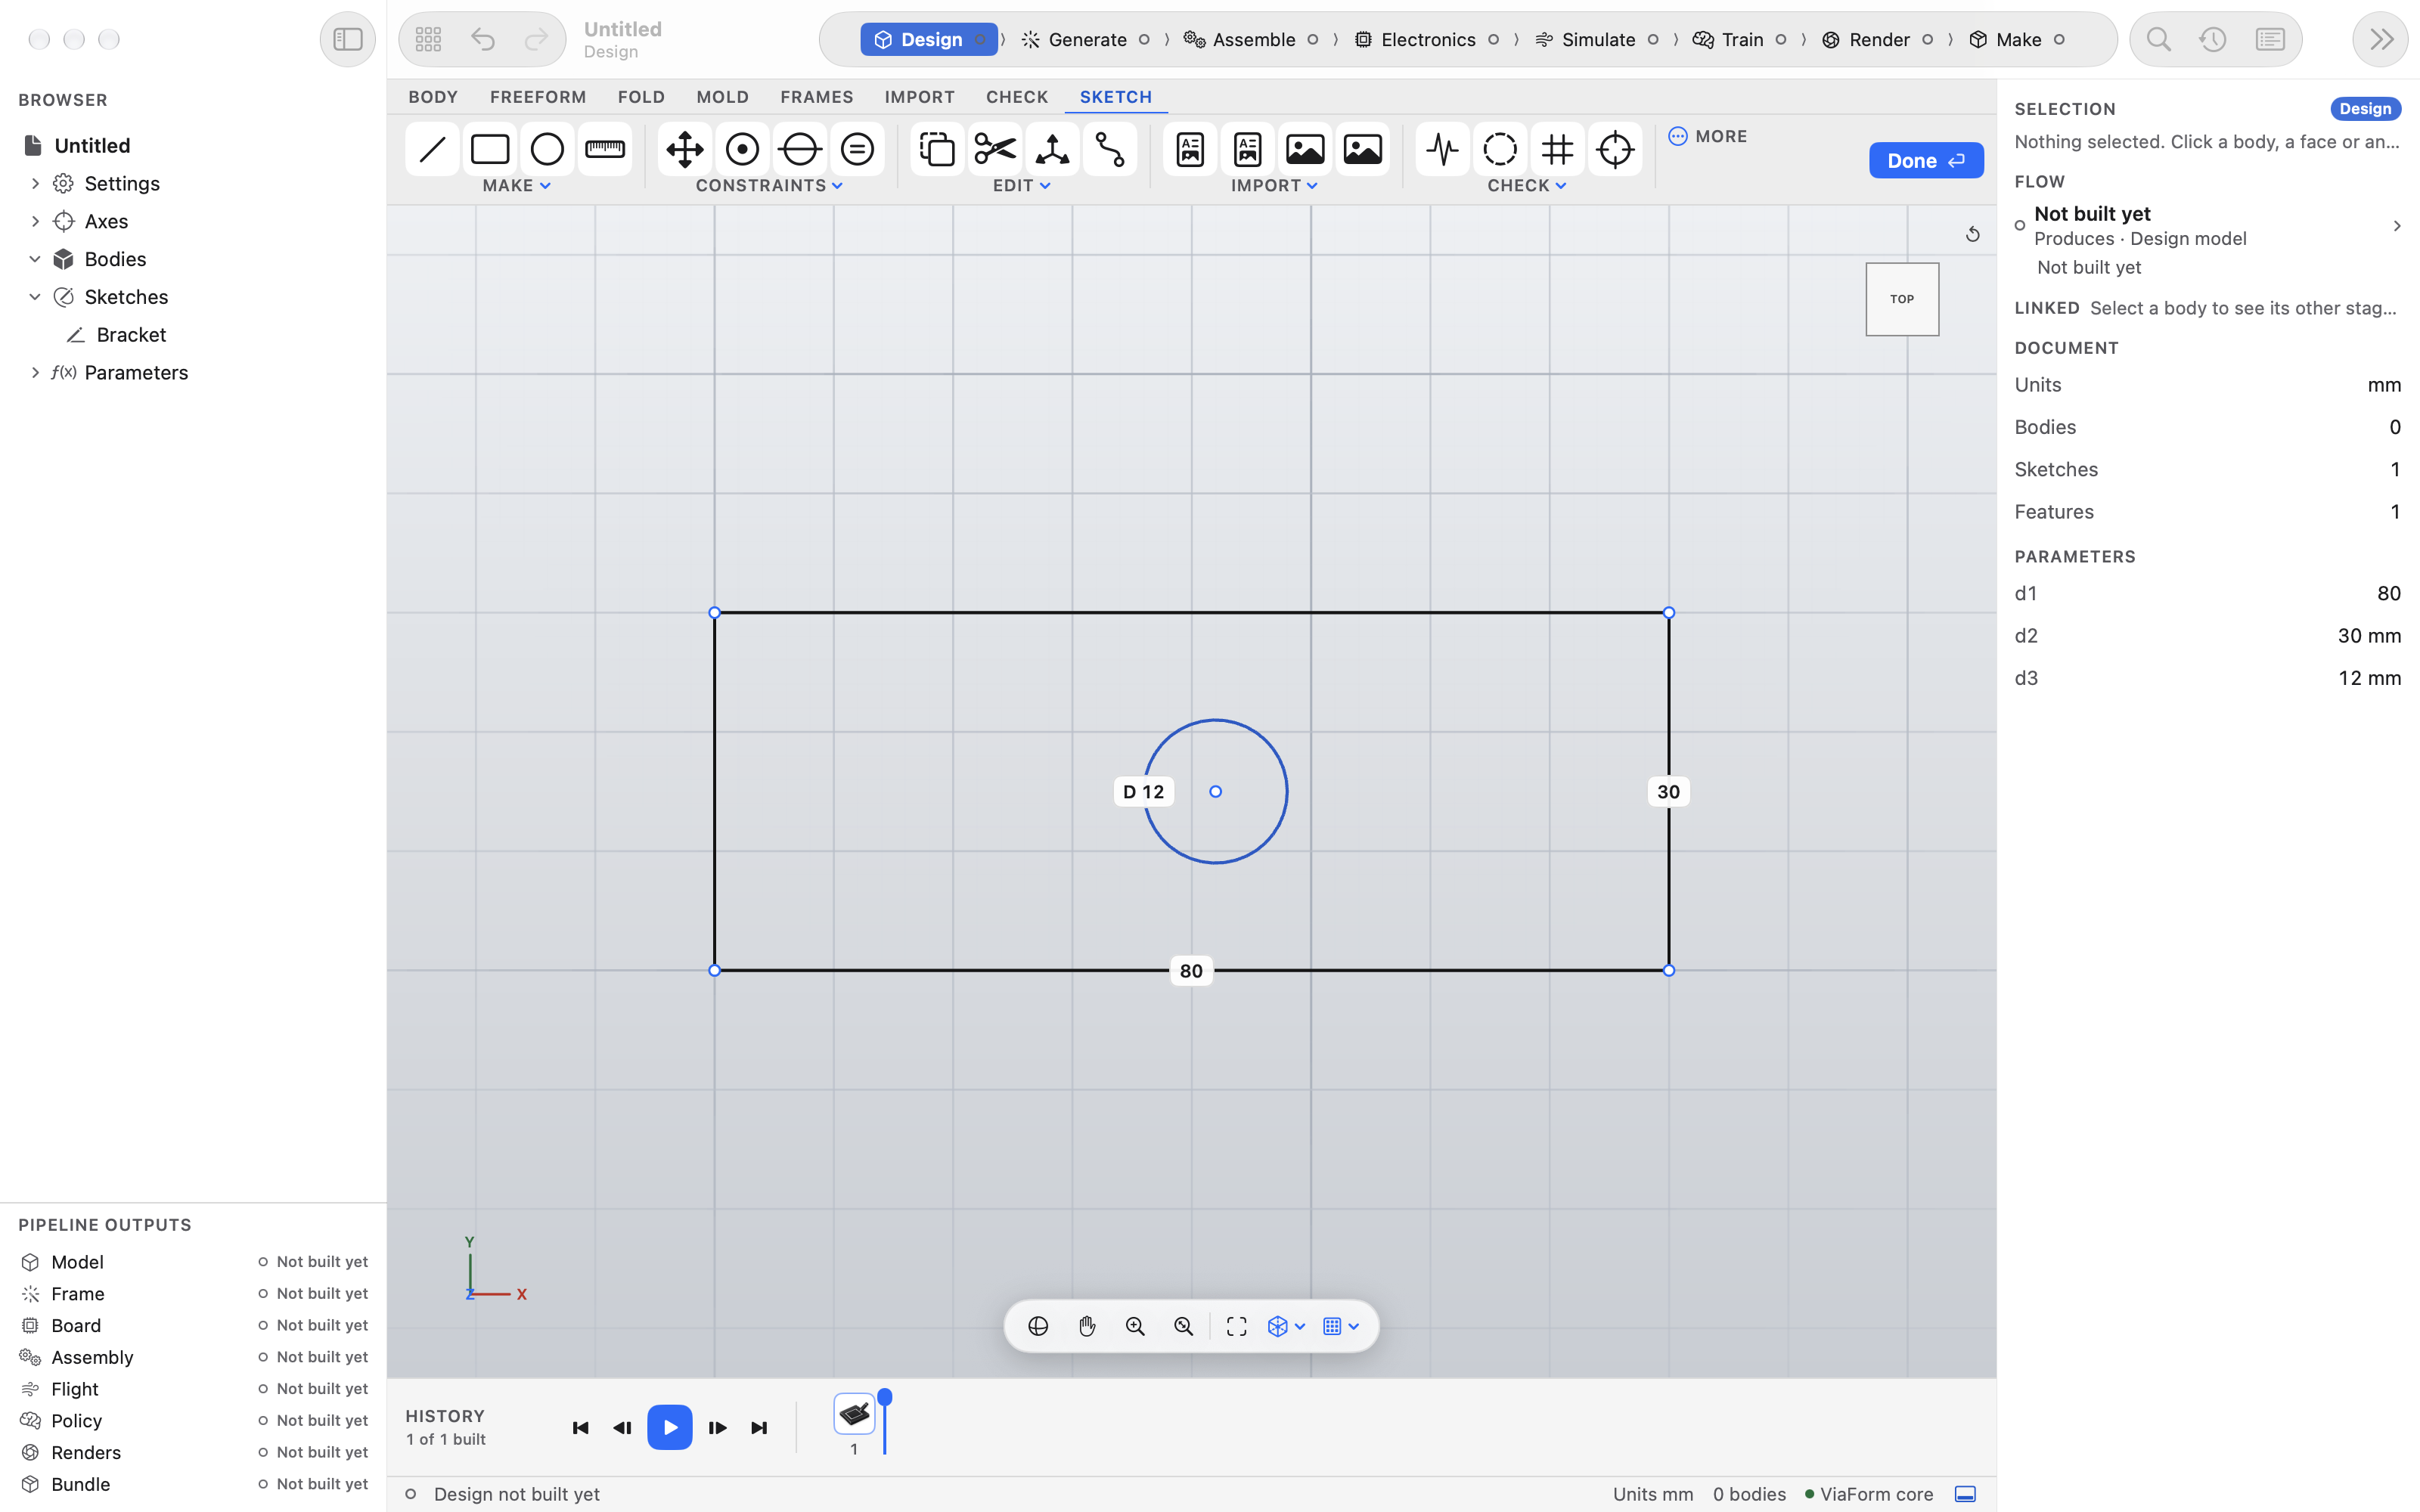 Untitled
Design
Design
Generate
Assemble
Electronics
Simulate
Train
Render
Make
BROWSER
Untitled
Settings
Axes
Bodies
Sketches
Bracket
f(x) Parameters
BODY
FREEFORM
FOLD
MOLD
FRAMES
IMPORT
CHECK
SKETCH
MAKE
CONSTRAINTS
EDIT
IMPORT
CHECK
MORE
Done
TOP
D 12
30
80
Y
Z
X
SELECTION
Design
Nothing selected. Click a body, a face or an...
FLOW
Not built yet
Produces · Design model
Not built yet
LINKED Select a body to see its other stag...
DOCUMENT
Units mm
Bodies 0
Sketches 1
Features 1
PARAMETERS
d1 80
d2 30 mm
d3 12 mm
PIPELINE OUTPUTS
Model Not built yet
Frame Not built yet
Board Not built yet
Assembly Not built yet
Flight Not built yet
Policy Not built yet
Renders Not built yet
Bundle Not built yet
HISTORY
1 of 1 built
1
Design not built yet
Units mm
0 bodies
ViaForm core